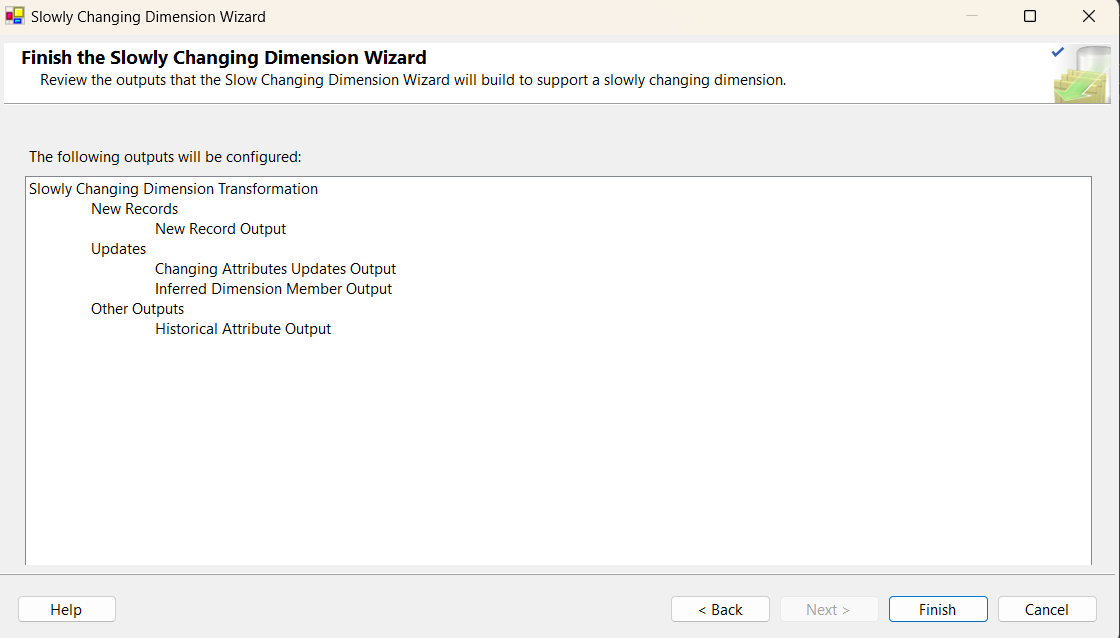 Slowly Changing Dimension Wizard
Finish the Slowly Changing Dimension Wizard
Review the outputs that the Slow Changing Dimension Wizard will build to support a slowly changing dimension.
The following outputs will be configured:
Slowly Changing Dimension Transformation
New Records
New Record Output
Updates
Changing Attributes Updates Output
Inferred Dimension Member Output
Other Outputs
Historical Attribute Output
Help < Back Next > Finish Cancel